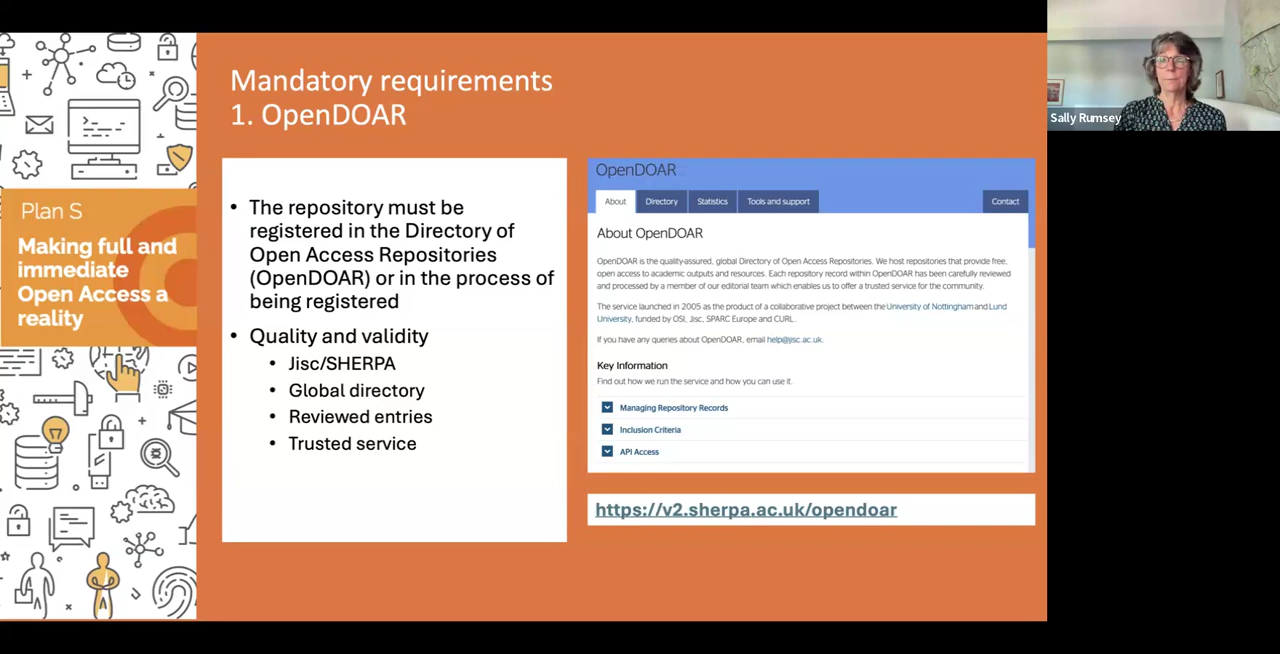 Mandatory requirements
1. OpenDOAR
Plan S
Making full and
immediate
Open Access a
reality
• The repository must be
registered in the Directory of
Open Access Repositories
(OpenDOAR) or in the process of
being registered
• Quality and validity
• Jisc/SHERPA
• Global directory
• Reviewed entries
• Trusted service
OpenDOAR
About Directory Statistics Tools and support Contact
About OpenDOAR
OpenDOAR is the quality-assured, global Directory of Open Access Repositories. We host repositories that provide free,
open access to academic outputs and resources. Each repository record within OpenDOAR has been carefully reviewed
and processed by a member of our editorial team which enables us to offer a trusted service for the community.
The service launched in 2005 as the product of a collaborative project between the University of Nottingham and Lund
University, funded by OSI, Jisc, SPARC Europe and CURL.
If you have any queries about OpenDOAR, email help@jisc.ac.uk.
Key Information
Find out how we run the service and how you can use it.
Managing Repository Records
Inclusion Criteria
API Access
https://v2.sherpa.ac.uk/opendoar
Sally Rumsey